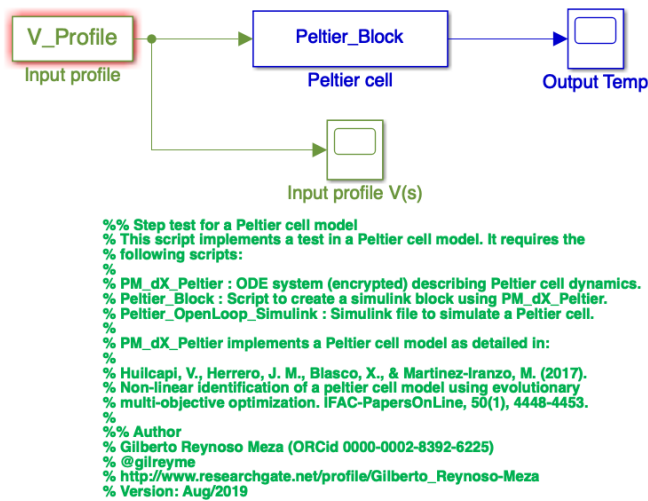 V_Profile
Input profile
Peltier_Block
Peltier cell
Output Temp
Input profile V(s)
%% Step test for a Peltier cell model
% This script implements a test in a Peltier cell model. It requires the
% following scripts:
%
% PM_dX_Peltier : ODE system (encrypted) describing Peltier cell dynamics.
% Peltier_Block : Script to create a simulink block using PM_dX_Peltier.
% Peltier_OpenLoop_Simulink : Simulink file to simulate a Peltier cell.
%
% PM_dX_Peltier implements a Peltier cell model as detailed in:
%
% Huilcapi, V., Herrero, J. M., Blasco, X., & Martinez-Iranzo, M. (2017).
% Non-linear identification of a peltier cell model using evolutionary
% multi-objective optimization. IFAC-PapersOnLine, 50(1), 4448-4453.
%
%% Author
% Gilberto Reynoso Meza (ORCid 0000-0002-8392-6225)
% @gilreyme
% http://www.researchgate.net/profile/Gilberto_Reynoso-Meza
% Version: Aug/2019